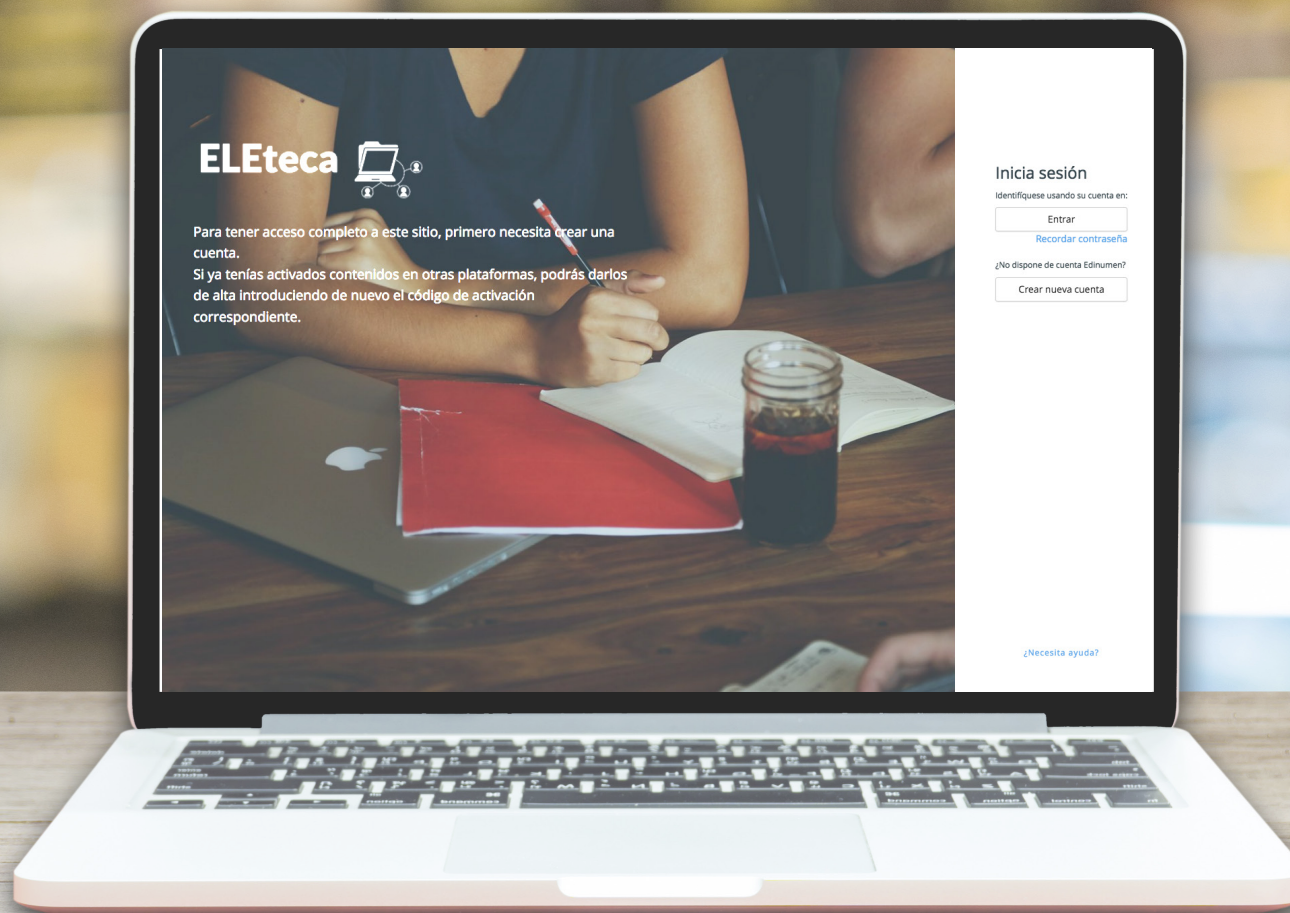 ELEteca
Para tener acceso completo a este sitio, primero necesita crear una
cuenta.
Si ya tenías activados contenidos en otras plataformas, podrás darlos
de alta introduciendo de nuevo el código de activación
correspondiente.
Inicia sesión
Identifíquese usando su cuenta en:
Entrar
Recordar contraseña
¿No dispone de cuenta Edinumen?
Crear nueva cuenta
¿Necesita ayuda?